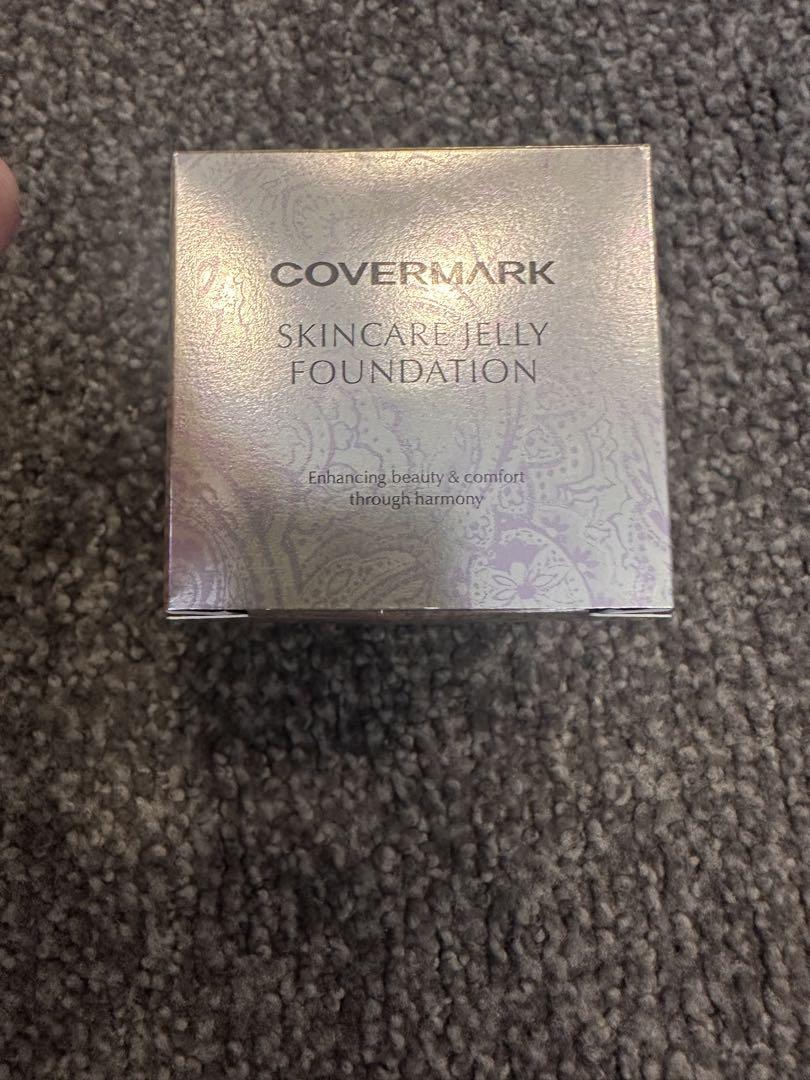 COVERMARK
SKINCARE JELLY
FOUNDATION
Enhancing beauty & comfort
through harmony